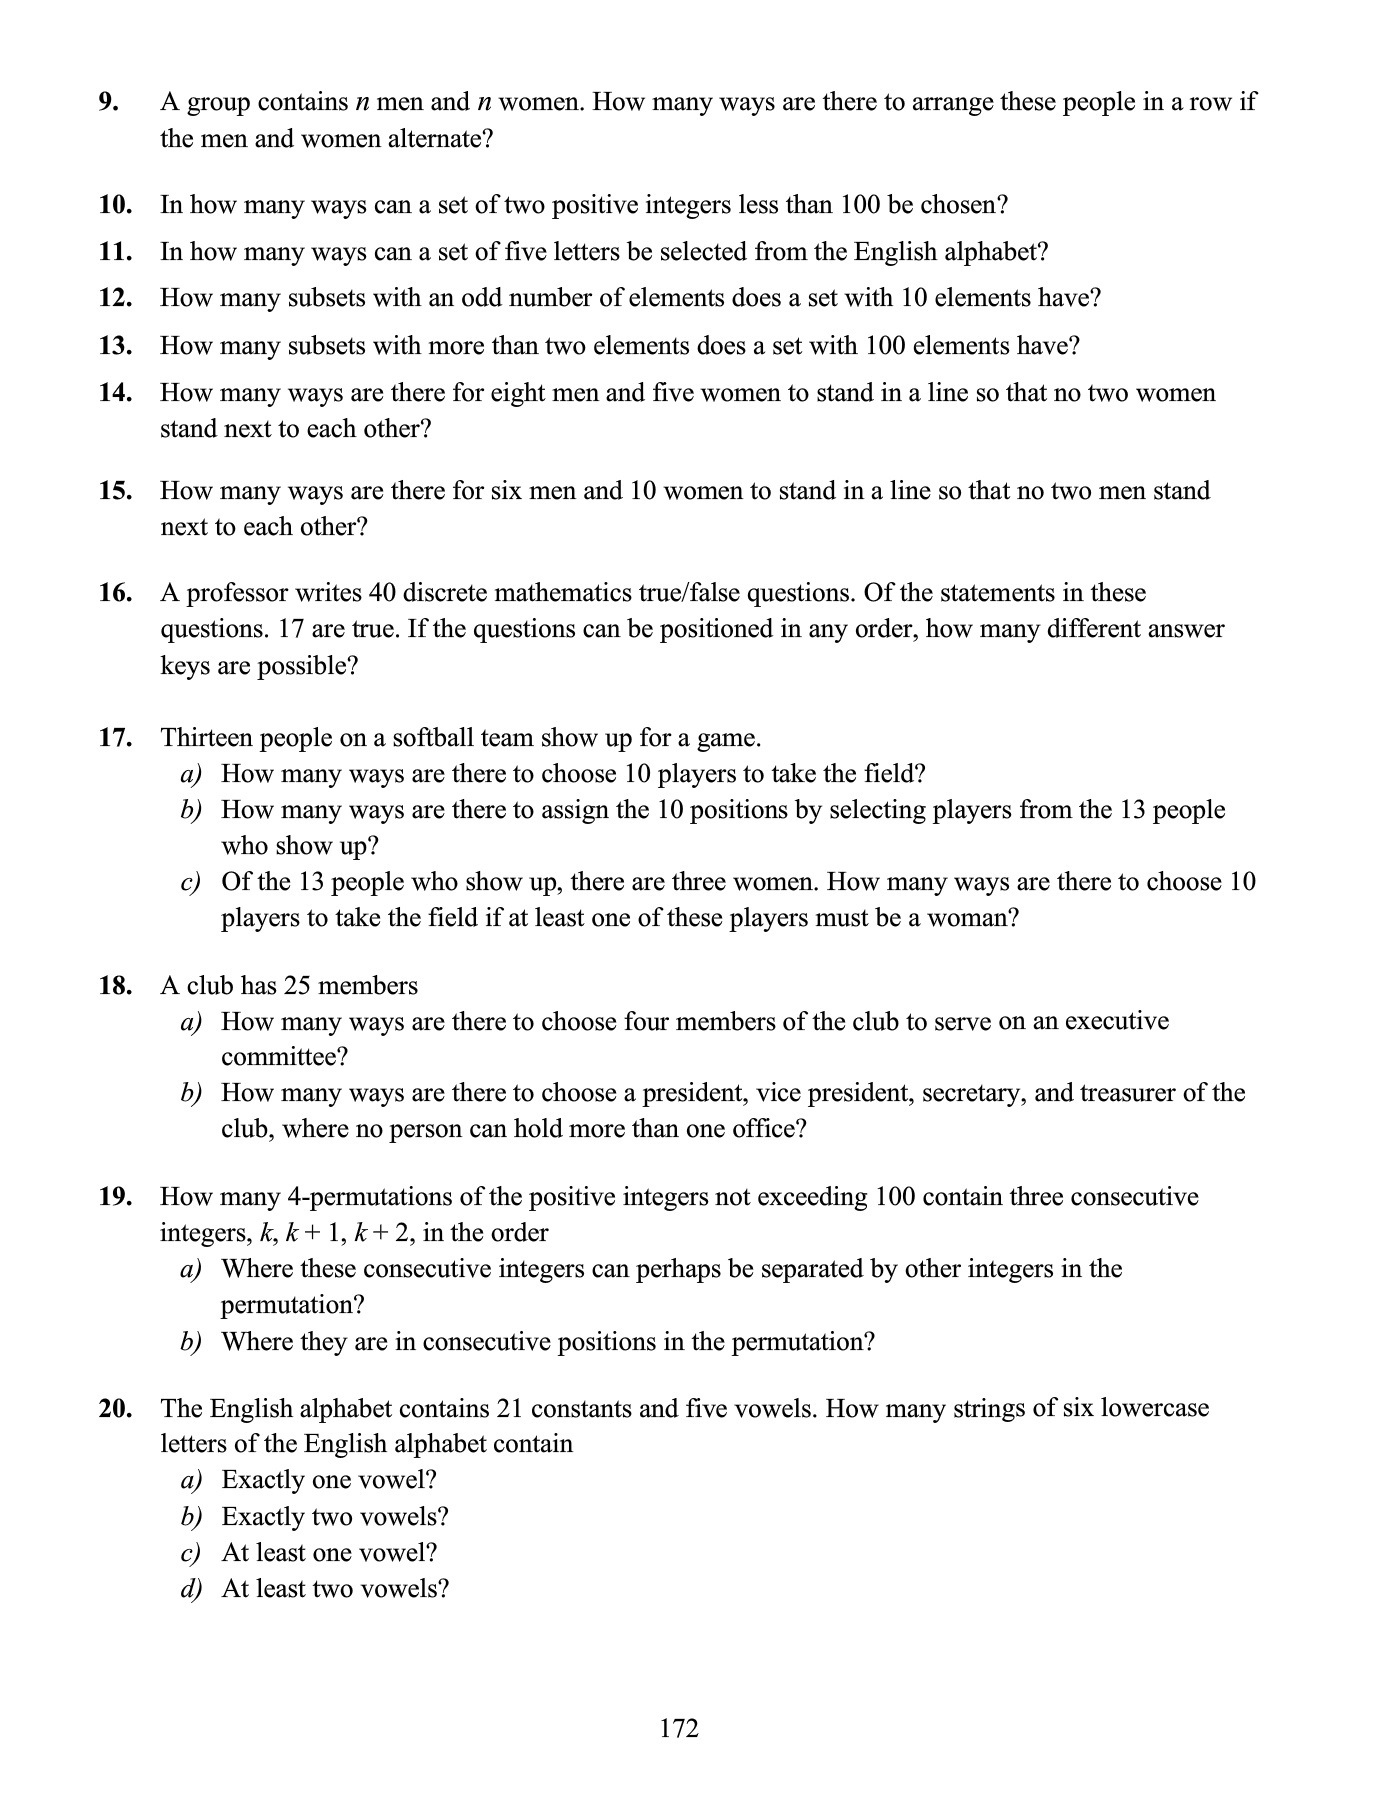 9. A group contains n men and n women. How many ways are there to arrange these people in a row if
the men and women alternate?
10. In how many ways can a set of two positive integers less than 100 be chosen?
11. In how many ways can a set of five letters be selected from the English alphabet?
12. How many subsets with an odd number of elements does a set with 10 elements have?
13. How many subsets with more than two elements does a set with 100 elements have?
14. How many ways are there for eight men and five women to stand in a line so that no two women
stand next to each other?
15. How many ways are there for six men and 10 women to stand in a line so that no two men stand
next to each other?
16. A professor writes 40 discrete mathematics true/false questions. Of the statements in these
questions. 17 are true. If the questions can be positioned in any order, how many different answer
keys are possible?
17. Thirteen people on a softball team show up for a game.
a) How many ways are there to choose 10 players to take the field?
b) How many ways are there to assign the 10 positions by selecting players from the 13 people
who show up?
c) Of the 13 people who show up, there are three women. How many ways are there to choose 10
players to take the field if at least one of these players must be a woman?
18. A club has 25 members
a) How many ways are there to choose four members of the club to serve on an executive
committee?
b) How many ways are there to choose a president, vice president, secretary, and treasurer of the
club, where no person can hold more than one office?
19. How many 4-permutations of the positive integers not exceeding 100 contain three consecutive
integers, k, k + 1, k + 2, in the order
a) Where these consecutive integers can perhaps be separated by other integers in the
permutation?
b) Where they are in consecutive positions in the permutation?
20. The English alphabet contains 21 constants and five vowels. How many strings of six lowercase
letters of the English alphabet contain
a) Exactly one vowel?
b) Exactly two vowels?
c) At least one vowel?
d) At least two vowels?
172